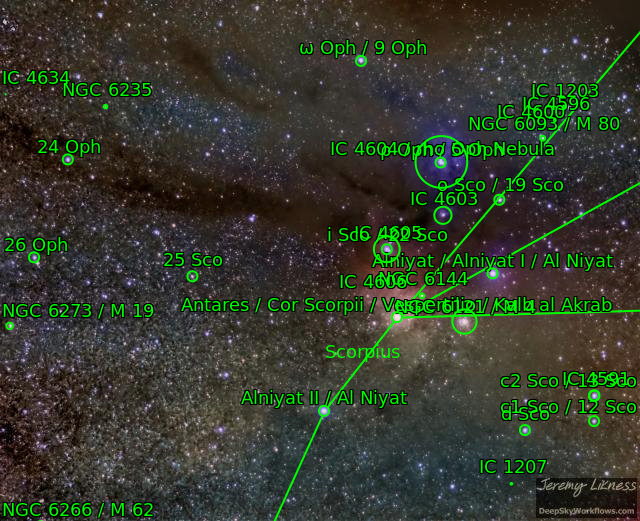 ω Oph / 9 Oph
IC 4634
NGC 6235
IC 1203
IC 4596
IC 4600
NGC 6093 / M 80
24 Oph
IC 4604 / rho Oph Nebula
ρ Oph / 5 Oph
o Sco / 19 Sco
IC 4603
IC 4605
i Sco / 22 Sco
26 Oph
25 Sco
Alniyat / Alniyat I / Al Niyat
NGC 6144
IC 4606
NGC 6273 / M 19
Antares / Cor Scorpii / Vespertilio / Kalb al Akrab
NGC 6121 / M 4
Scorpius
IC 4591
c2 Sco / 13 Sco
Alniyat II / Al Niyat
c1 Sco / 12 Sco
d Sco
IC 1207
Jeremy Likness
NGC 6266 / M 62
DeepSkyWorkflows.com